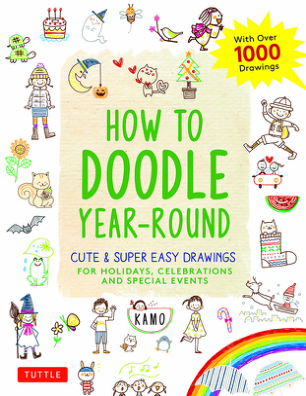 With Over
1000
Drawings
HOW TO
DOODLE
YEAR-ROUND
CUTE & SUPER EASY DRAWINGS
FOR HOLIDAYS, CELEBRATIONS
AND SPECIAL EVENTS
KAMO
TUTTLE